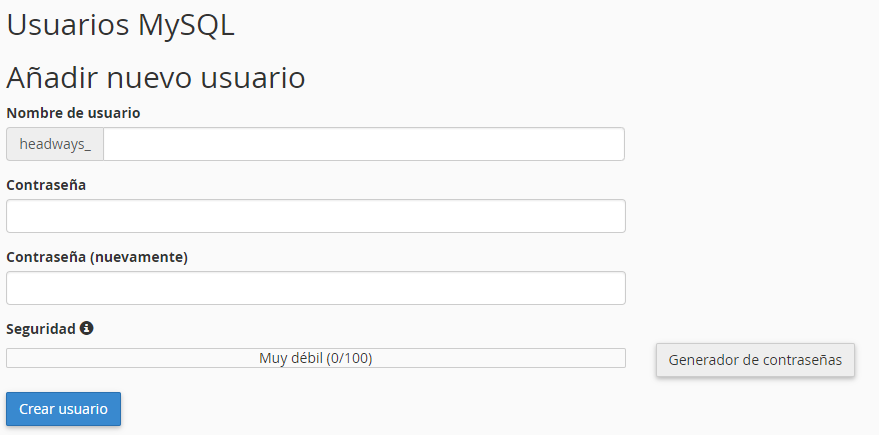 Usuarios MySQL
Añadir nuevo usuario
Nombre de usuario
headways_
Contraseña
Contraseña (nuevamente)
Seguridad
Muy débil (0/100)
Generador de contraseñas
Crear usuario